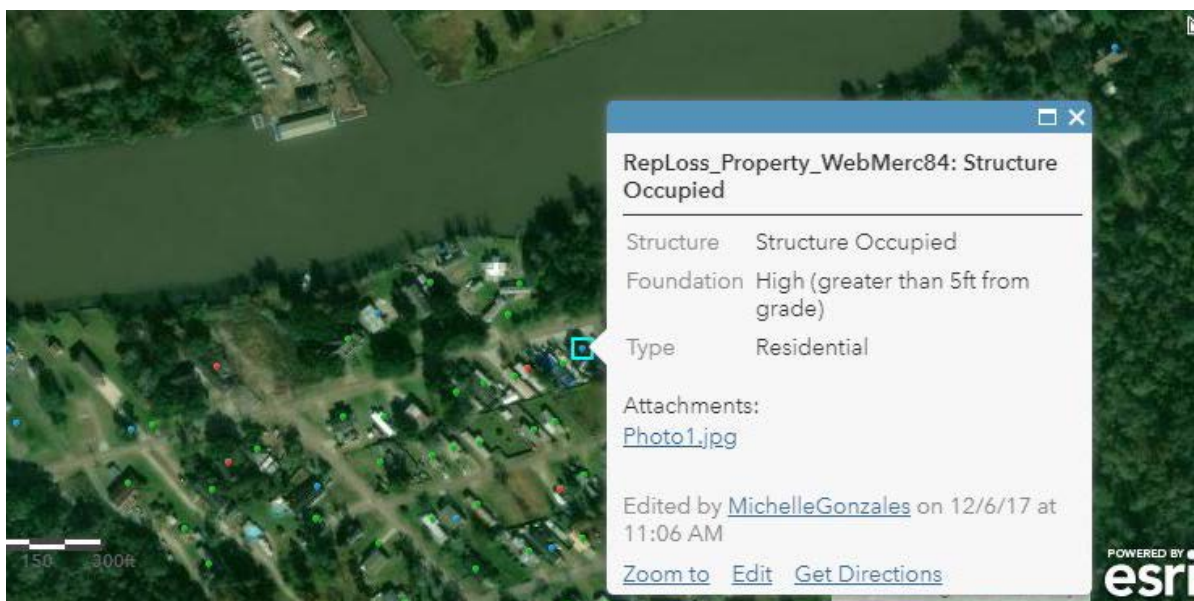 RepLoss_Property_WebMerc84: Structure
Occupied
Structure Structure Occupied
Foundation High (greater than 5ft from
grade)
Type Residential
Attachments:
Photo1.jpg
Edited by MichelleGonzales on 12/6/17 at
11:06 AM
Zoom to Edit Get Directions
150 300ft
POWERED BY
esri